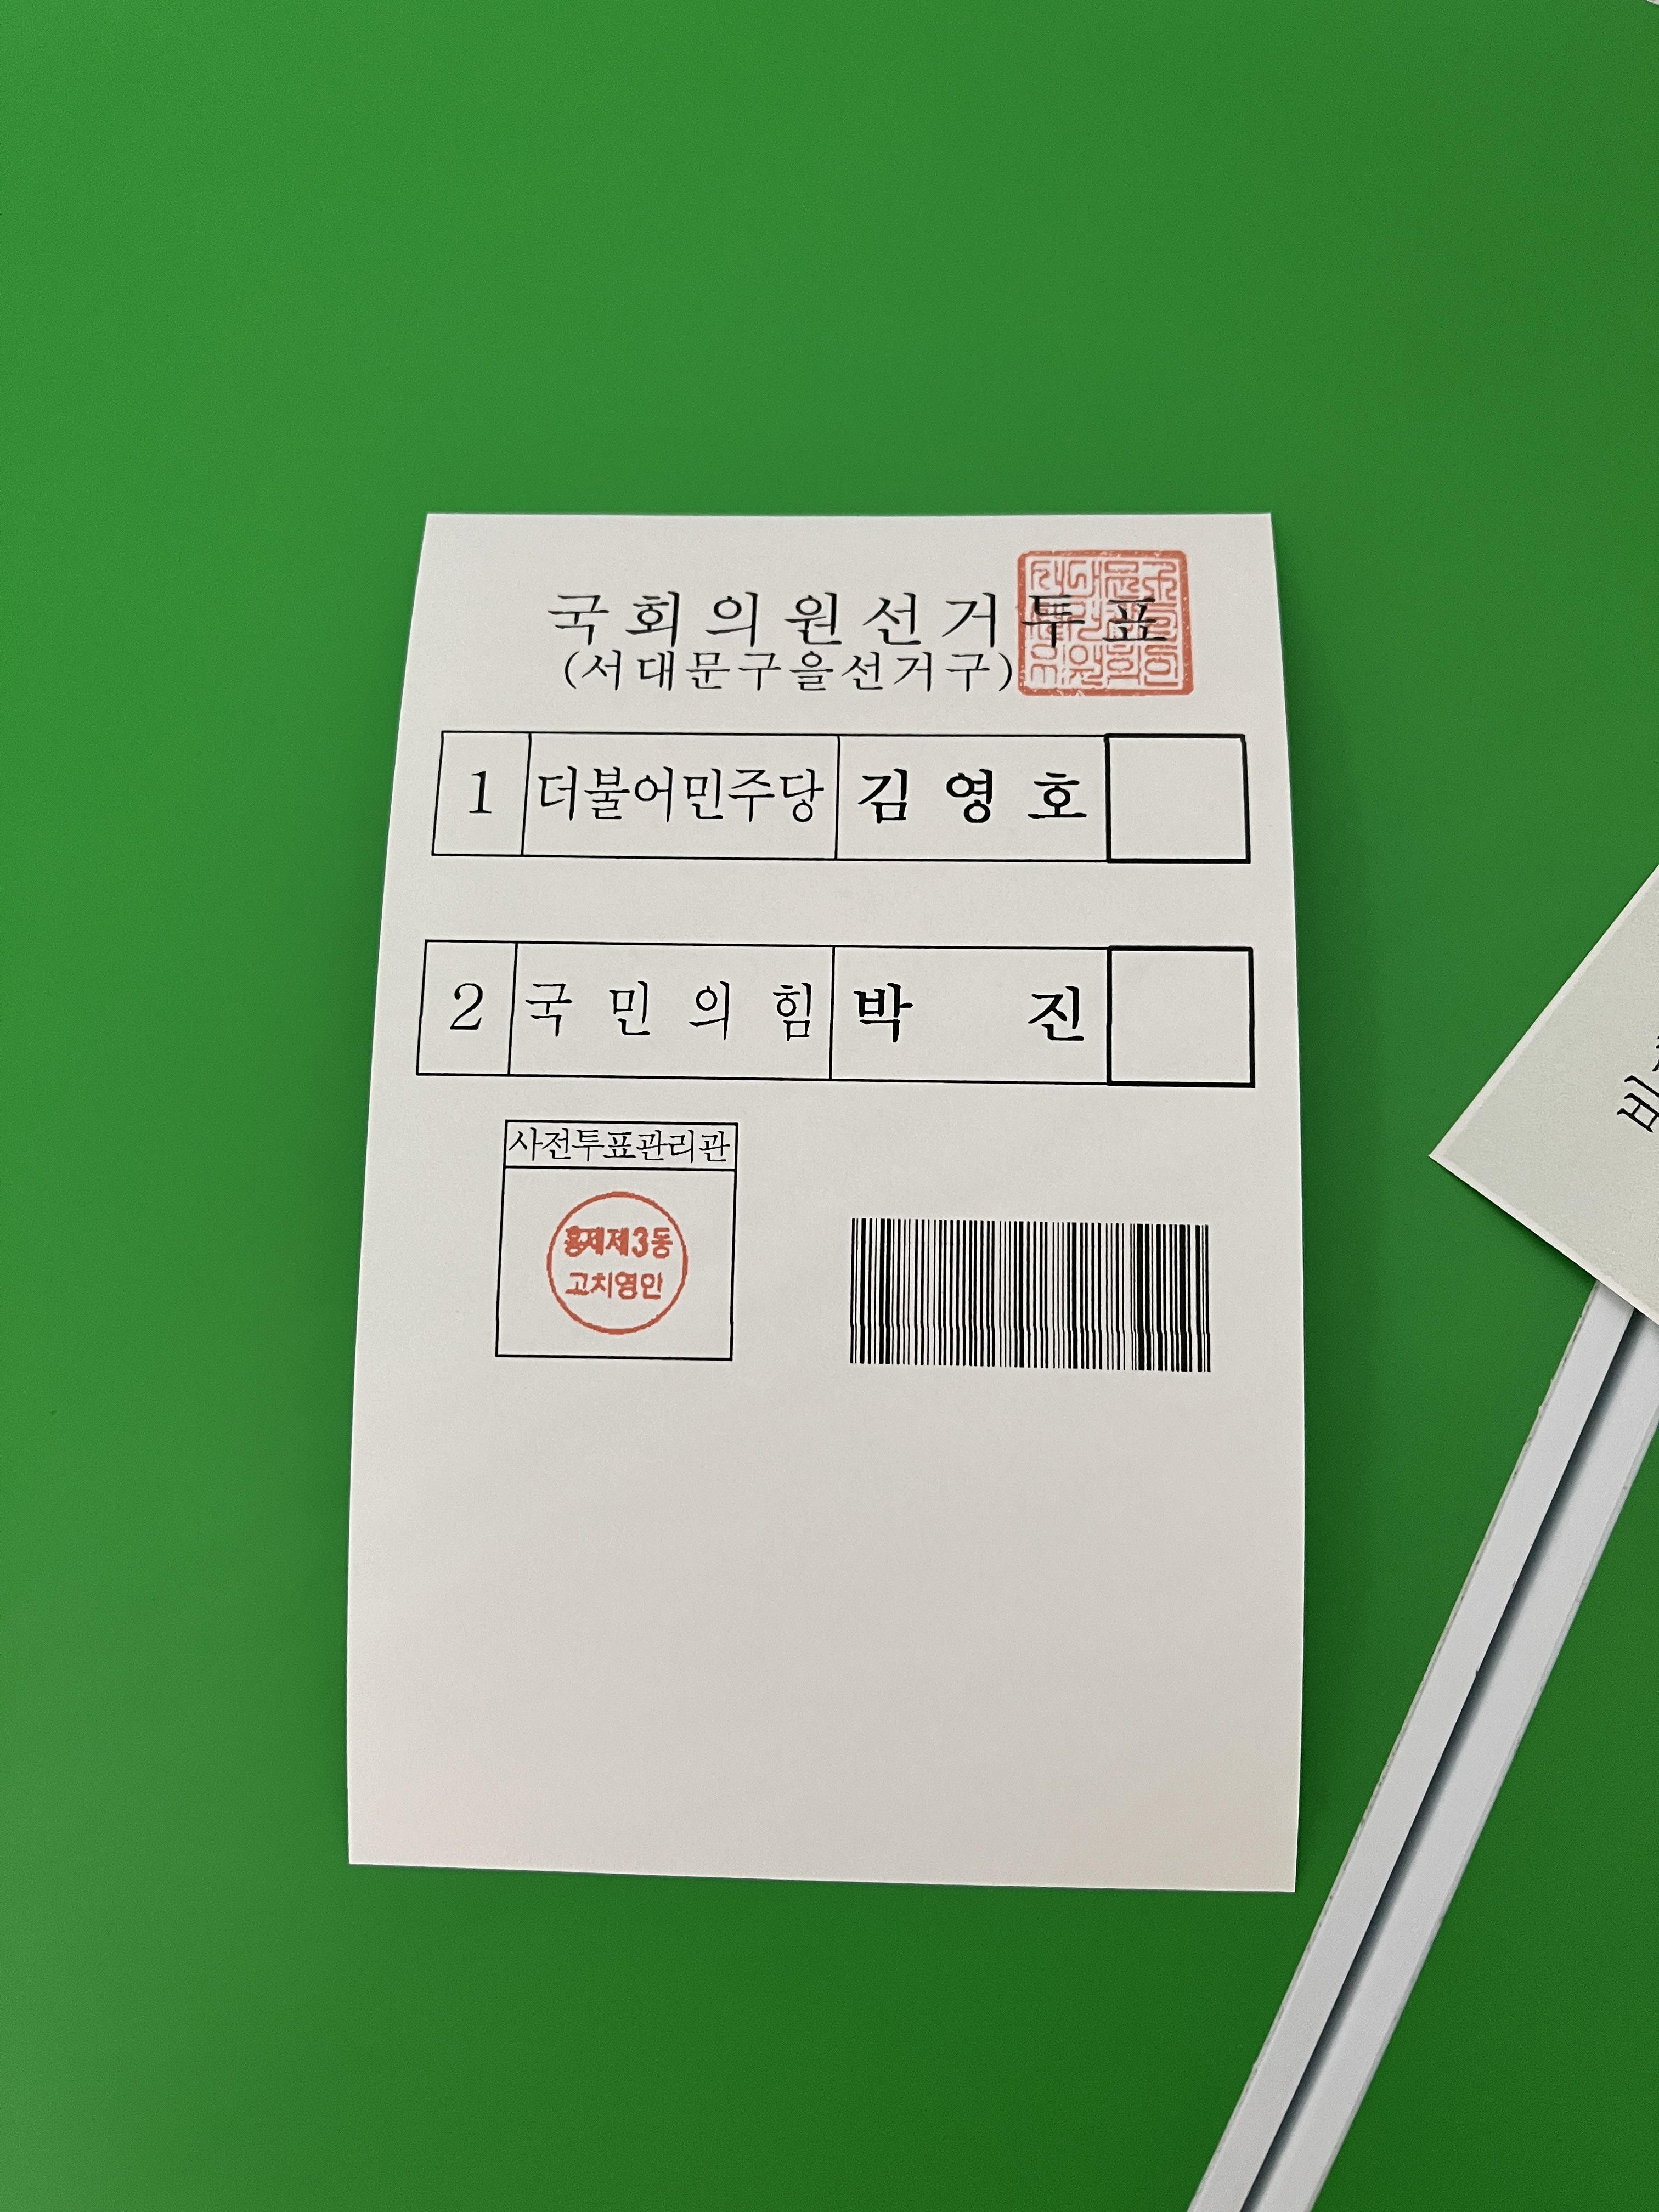 국회의원선거투표
(서대문구을선거구)
1 더불어민주당 김영호
2 국민의힘 박진
사전투표관리관
홍제제3동
고치영인